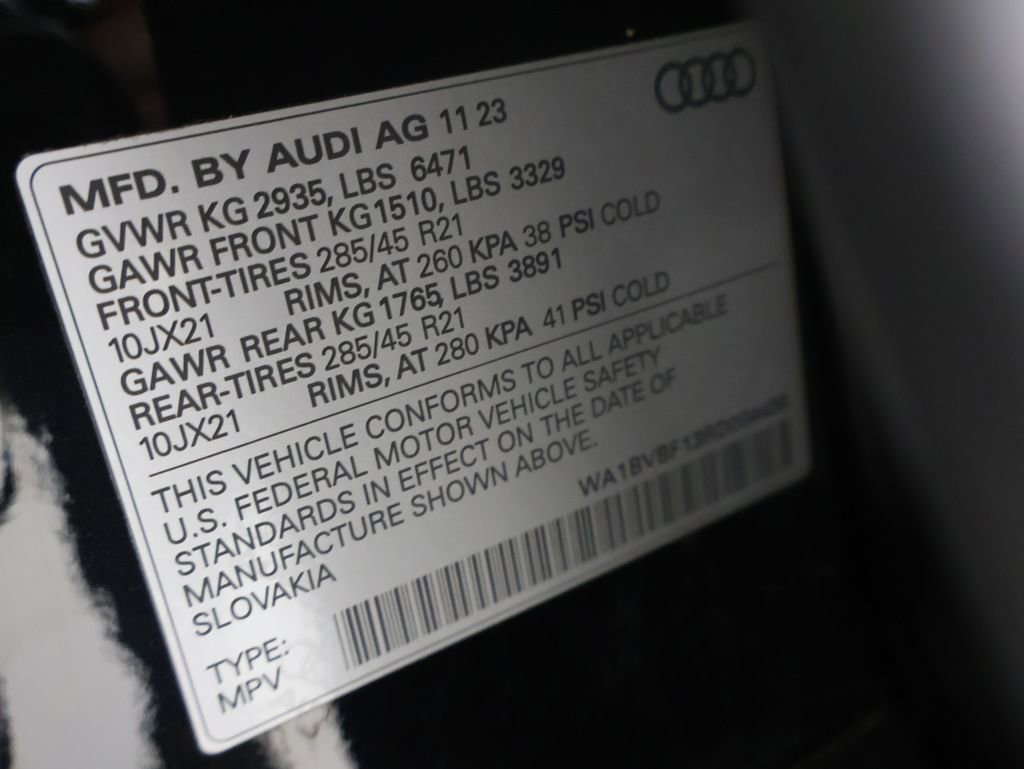 MFD. BY AUDI AG 11 23
GVWR KG 2935, LBS 6471
GAWR FRONT KG 1510, LBS 3329
FRONT-TIRES 285/45 R21
10JX21 RIMS, AT 260 KPA 38 PSI COLD
GAWR REAR KG 1765, LBS 3891
REAR-TIRES 285/45 R21
10JX21 RIMS, AT 280 KPA 41 PSI COLD
THIS VEHICLE CONFORMS TO ALL APPLICABLE
U.S. FEDERAL MOTOR VEHICLE SAFETY
STANDARDS IN EFFECT ON THE DATE OF
MANUFACTURE SHOWN ABOVE.
SLOVAKIA
TYPE:
MPV